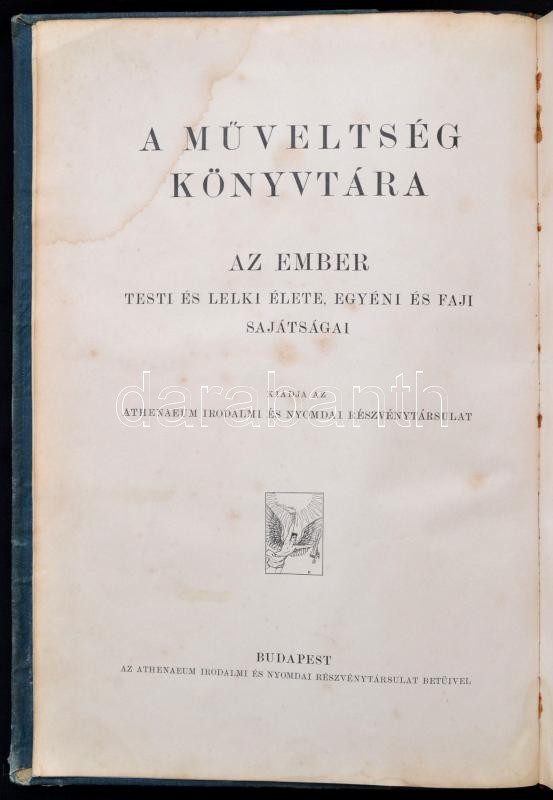 A MŰVELTSÉG
KÖNYVTÁRA
AZ EMBER
TESTI ÉS LELKI ÉLETE, EGYÉNI ÉS FAJI
SAJÁTSÁGAI
KIADJA AZ
darabanth
ATHENAEUM IRODALMI ÉS NYOMDAI RÉSZVÉNYTÁRSULAT
BUDAPEST
AZ ATHENAEUM IRODALMI ÉS NYOMDAI RÉSZVÉNYTÁRSULAT BETŰIVEL